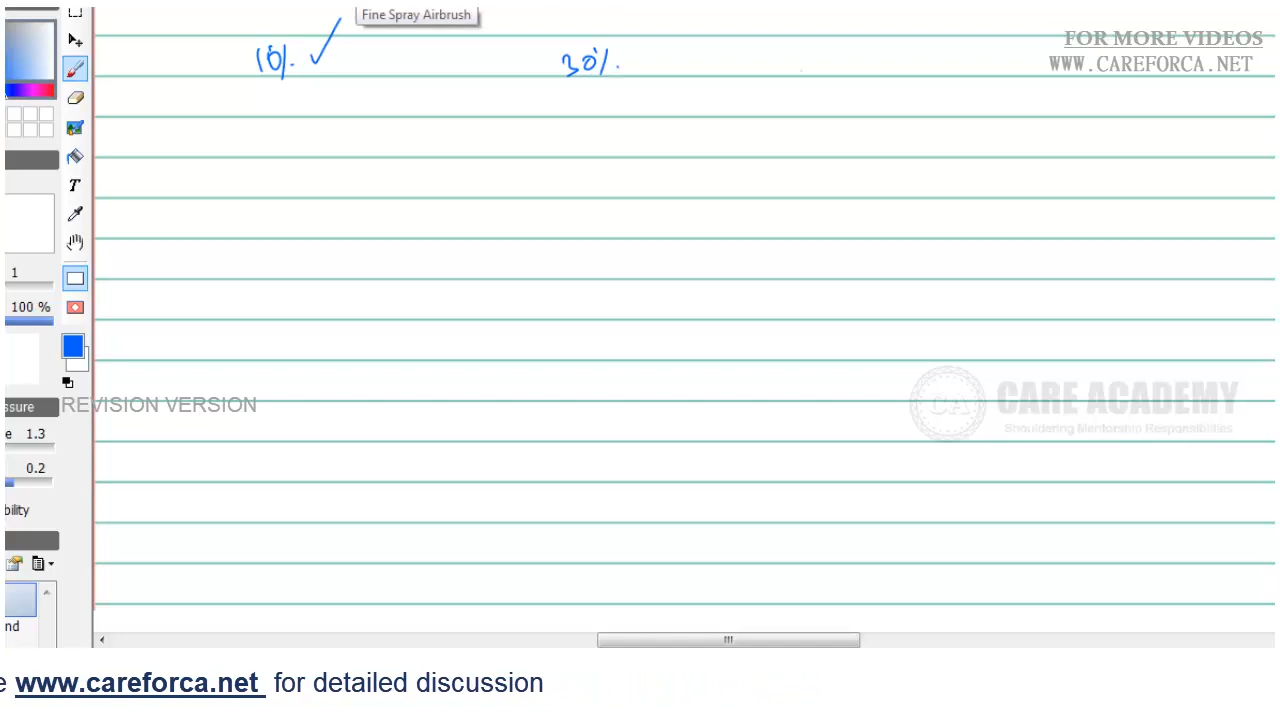 Fine Spray Airbrush
FOR MORE VIDEOS
WWW.CAREFORCA.NET
10%. ✓ 30%.
T
1
100 %
REVISION VERSION
ssure
e 1.3
0.2
bility
nd
CA CARE ACADEMY
Shouldering Mentorship Responsibilities
e www.careforca.net for detailed discussion